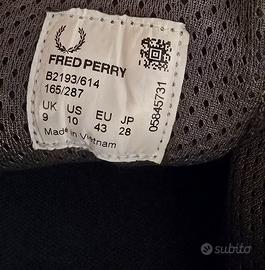 FRED PERRY
B2193/614
165/287
UK US EU JP
9 10 43 28
Made in Vietnam
05845731
subito